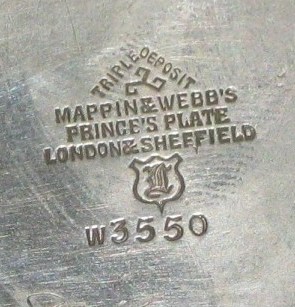 TRIPLE DEPOSIT
MAPPIN & WEBB'S
PRINCE'S PLATE
LONDON & SHEFFIELD
W3550